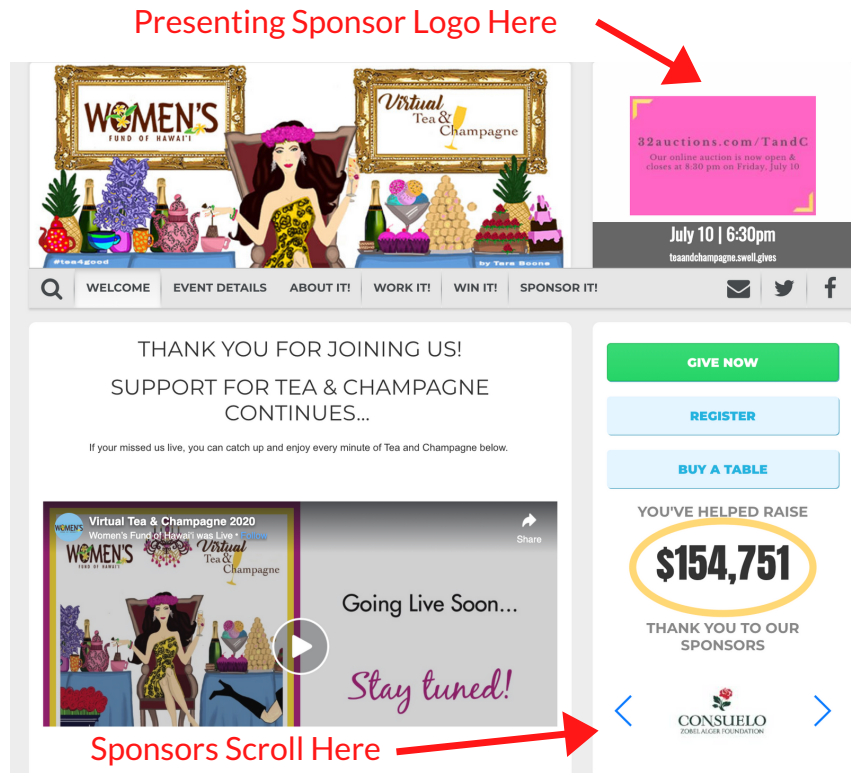 Presenting Sponsor Logo Here
WOMEN'S
FUND OF HAWAI'I
Virtual
Tea &
Champagne
#tea4good
by Tara Boone
32auctions.com/TandC
Our online auction is now open &
closes at 8:30 pm on Friday, July 10
July 10 | 6:30pm
teaandchampagne.swell.gives
WELCOME
EVENT DETAILS
ABOUT IT!
WORK IT!
WIN IT!
SPONSOR IT!
THANK YOU FOR JOINING US!
SUPPORT FOR TEA & CHAMPAGNE
CONTINUES...
If your missed us live, you can catch up and enjoy every minute of Tea and Champagne below.
WOMEN'S
Virtual Tea & Champagne 2020
Women's Fund of Hawai'i was Live • Follow
Share
WOMEN'S
FUND OF HAWAI'I
Virtual
Tea &
Champagne
Going Live Soon...
Stay tuned!
Sponsors Scroll Here
GIVE NOW
REGISTER
BUY A TABLE
YOU'VE HELPED RAISE
$154,751
THANK YOU TO OUR
SPONSORS
CONSUELO
ZOBEL ALGER FOUNDATION